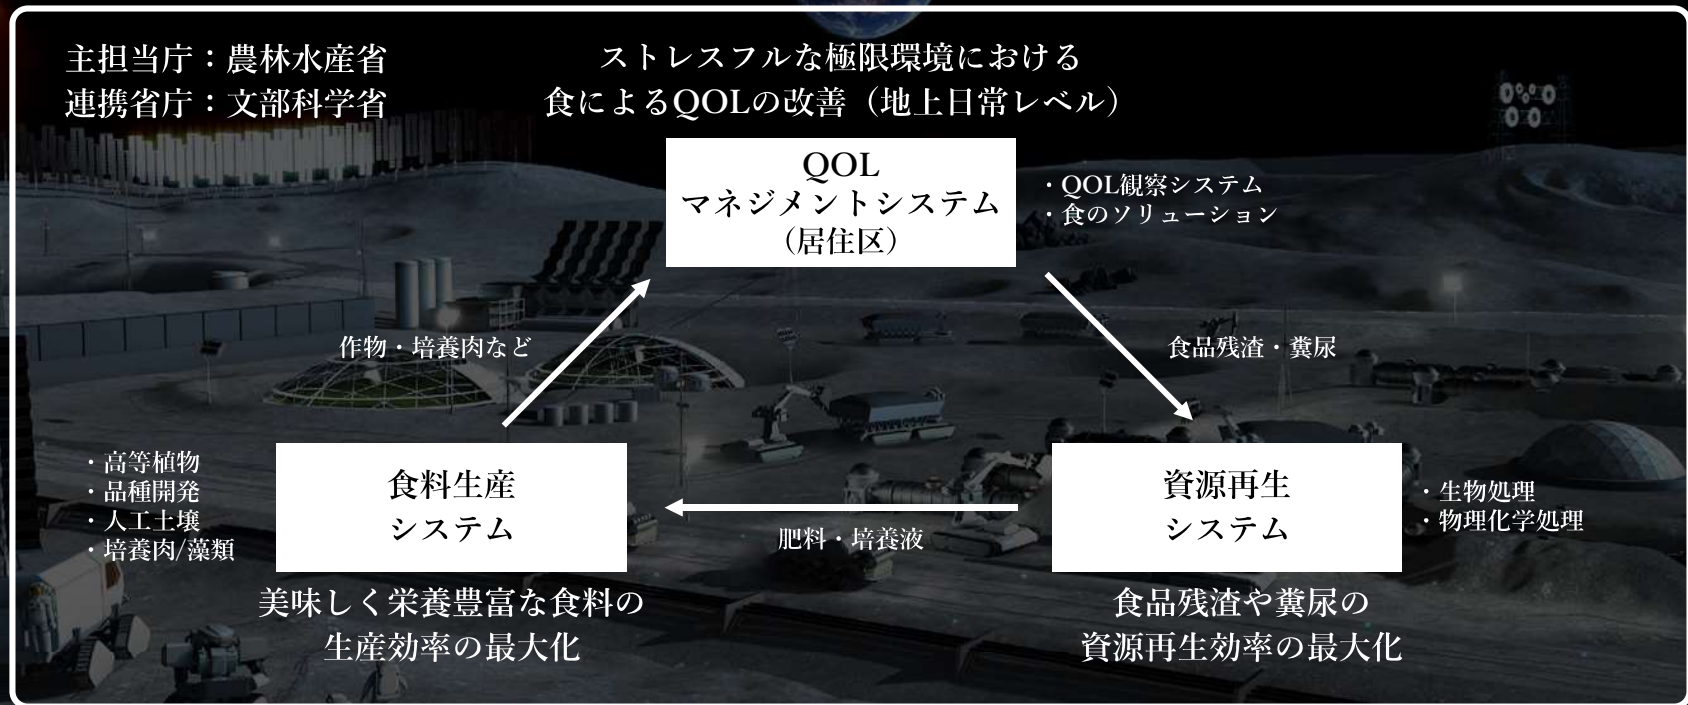 主担当庁：農林水産省
連携省庁：文部科学省
ストレスフルな極限環境における
食によるQOLの改善（地上日常レベル）
QOL
マネジメントシステム
（居住区）
・QOL観察システム
・食のソリューション
作物・培養肉など
食品残渣・糞尿
・高等植物
・品種開発
・人工土壌
・培養肉/藻類
食料生産
システム
肥料・培養液
資源再生
システム
・生物処理
・物理化学処理
美味しく栄養豊富な食料の
生産効率の最大化
食品残渣や糞尿の
資源再生効率の最大化